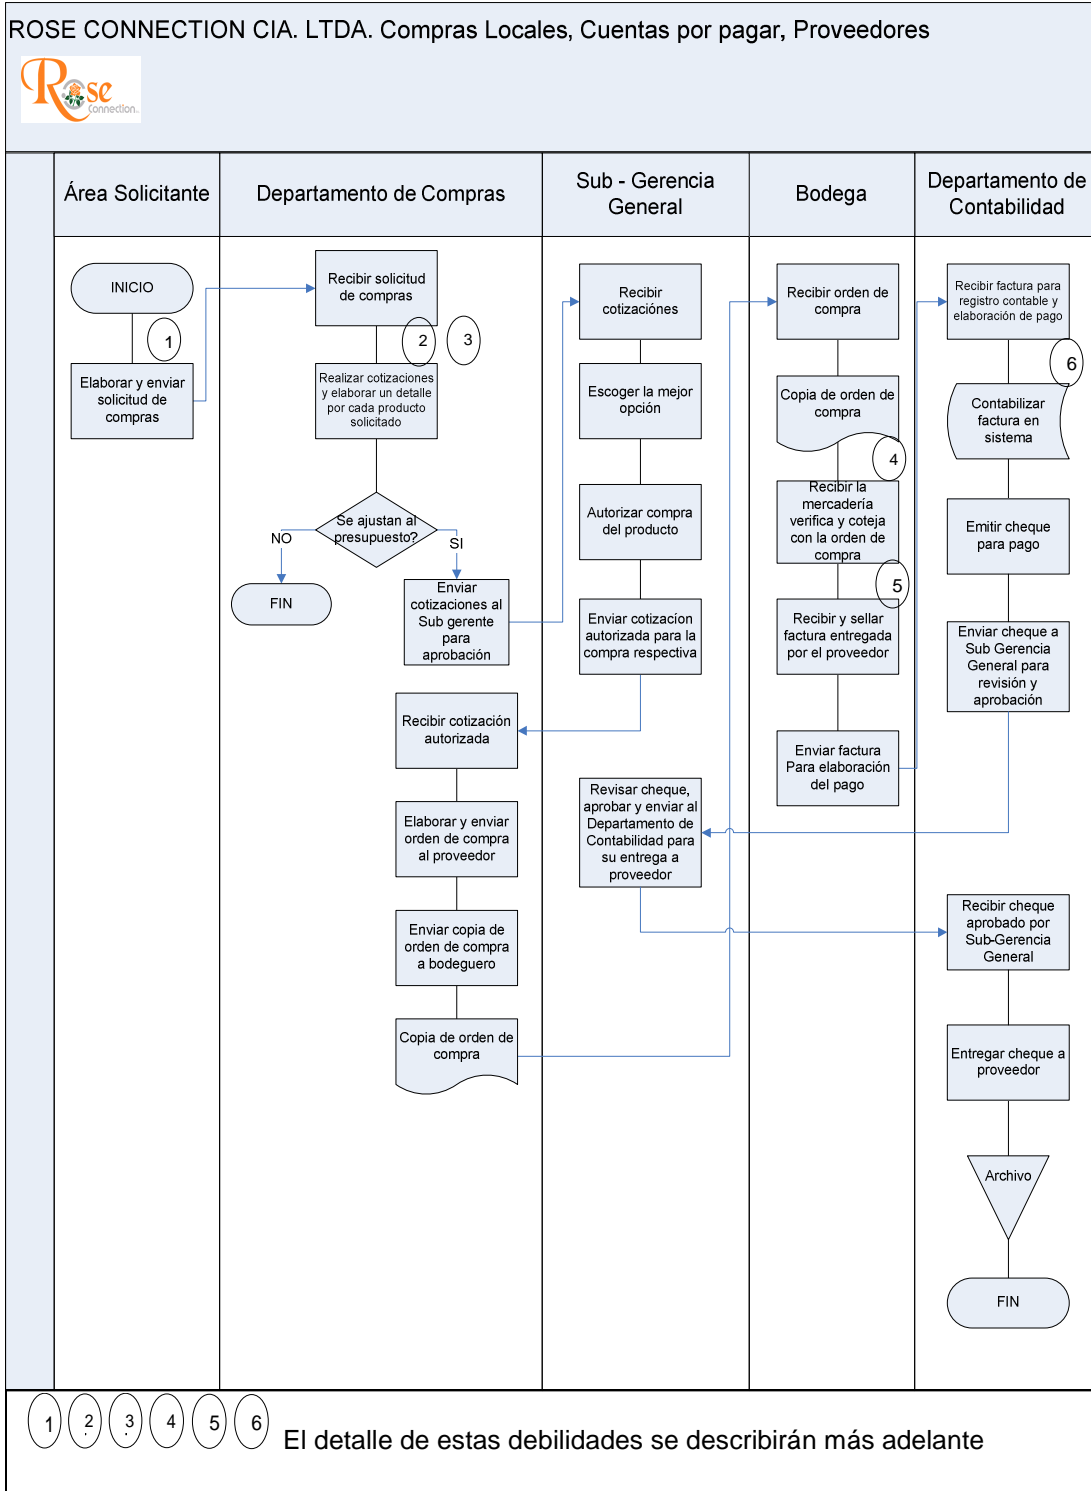 ROSE CONNECTION CIA. LTDA. Compras Locales, Cuentas por pagar, Proveedores
Rose
Connection
Área Solicitante
Departamento de Compras
Sub - Gerencia
General
Bodega
Departamento de
Contabilidad
INICIO
1
Elaborar y enviar
solicitud de
compras
Recibir solicitud
de compras
2
3
Realizar cotizaciones
y elaborar un detalle
por cada producto
solicitado
Se ajustan al
presupuesto?
NO
SI
FIN
Enviar
cotizaciones al
Sub gerente
para
aprobación
Recibir cotización
autorizada
Elaborar y enviar
orden de compra
al proveedor
Enviar copia de
orden de compra
a bodeguero
Copia de orden de
compra
Recibir
cotizaciónes
Escoger la mejor
opción
Autorizar compra
del producto
Enviar cotizacíon
autorizada para la
compra respectiva
Revisar cheque,
aprobar y enviar al
Departamento de
Contabilidad para
su entrega a
proveedor
Recibir orden de
compra
Copia de orden de
compra
4
Recibir la
mercadería
verifica y coteja
con la orden de
compra
5
Recibir y sellar
factura entregada
por el proveedor
Enviar factura
Para elaboración
del pago
Recibir factura para
registro contable y
elaboración de pago
6
Contabilizar
factura en
sistema
Emitir cheque
para pago
Enviar cheque a
Sub Gerencia
General para
revisión y
aprobación
Recibir cheque
aprobado por
Sub-Gerencia
General
Entregar cheque a
proveedor
Archivo
FIN
1 2 3 4 5 6 El detalle de estas debilidades se describirán más adelante